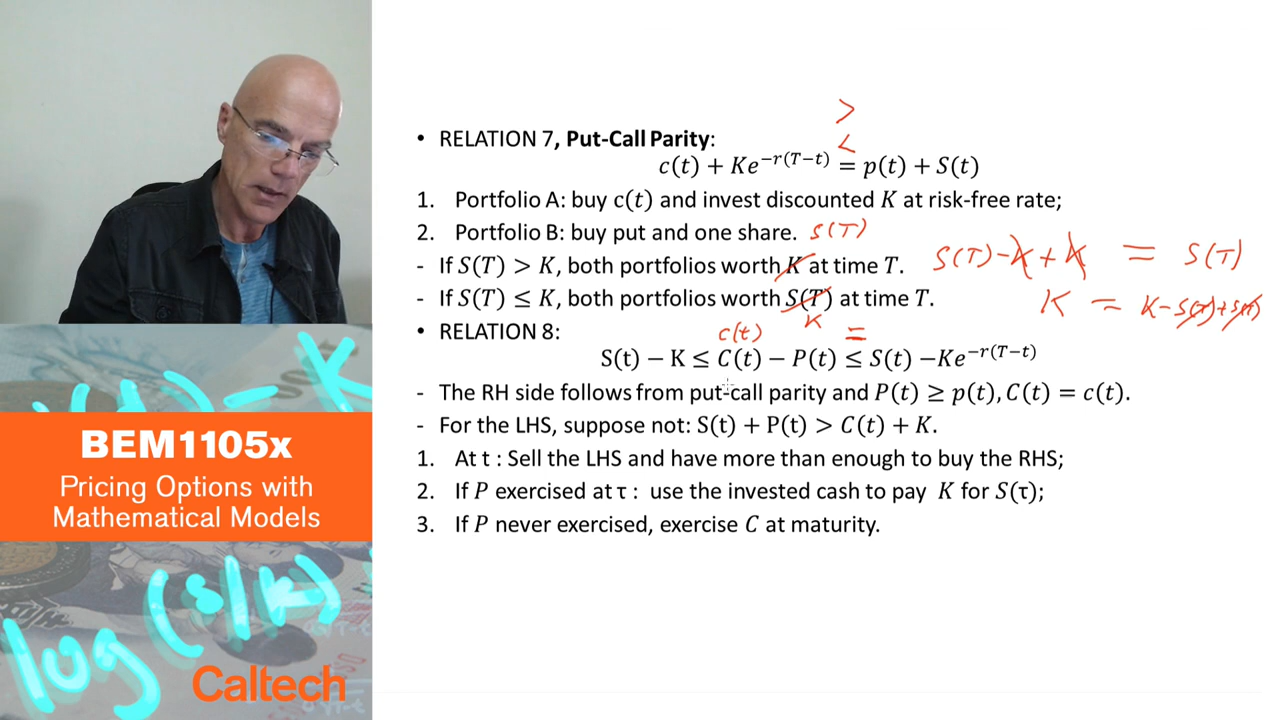 >
• RELATION 7, Put-Call Parity: <
c(t) + Ke^{−r(T−t)} = p(t) + S(t)
1. Portfolio A: buy c(t) and invest discounted K at risk-free rate;
2. Portfolio B: buy put and one share. S(T)
- If S(T) > K, both portfolios worth K at time T. S(T) - K + K = S(T)
- If S(T) ≤ K, both portfolios worth S(T) at time T. K = K - S(T) + S(T)
K
• RELATION 8: c(t) =
S(t) − K ≤ C(t) − P(t) ≤ S(t) −Ke^{−r(T−t)}
- The RH side follows from put-call parity and P(t) ≥ p(t), C(t) = c(t).
- For the LHS, suppose not: S(t) + P(t) > C(t) + K.
1. At t : Sell the LHS and have more than enough to buy the RHS;
2. If P exercised at τ : use the invested cash to pay K for S(τ);
3. If P never exercised, exercise C at maturity.
BEM1105x
Pricing Options with
Mathematical Models
log(s/k)
Caltech